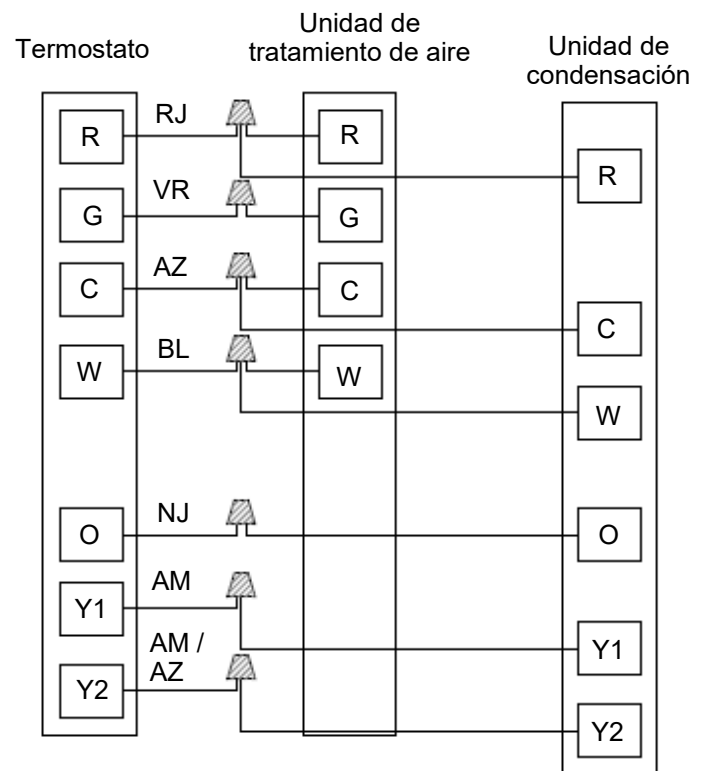 Termostato
Unidad de
tratamiento de aire
Unidad de
condensación
R
RJ
R
R
G
VR
G
C
AZ
C
C
W
BL
W
W
O
NJ
O
Y1
AM
Y1
Y2
AM /
AZ
Y2